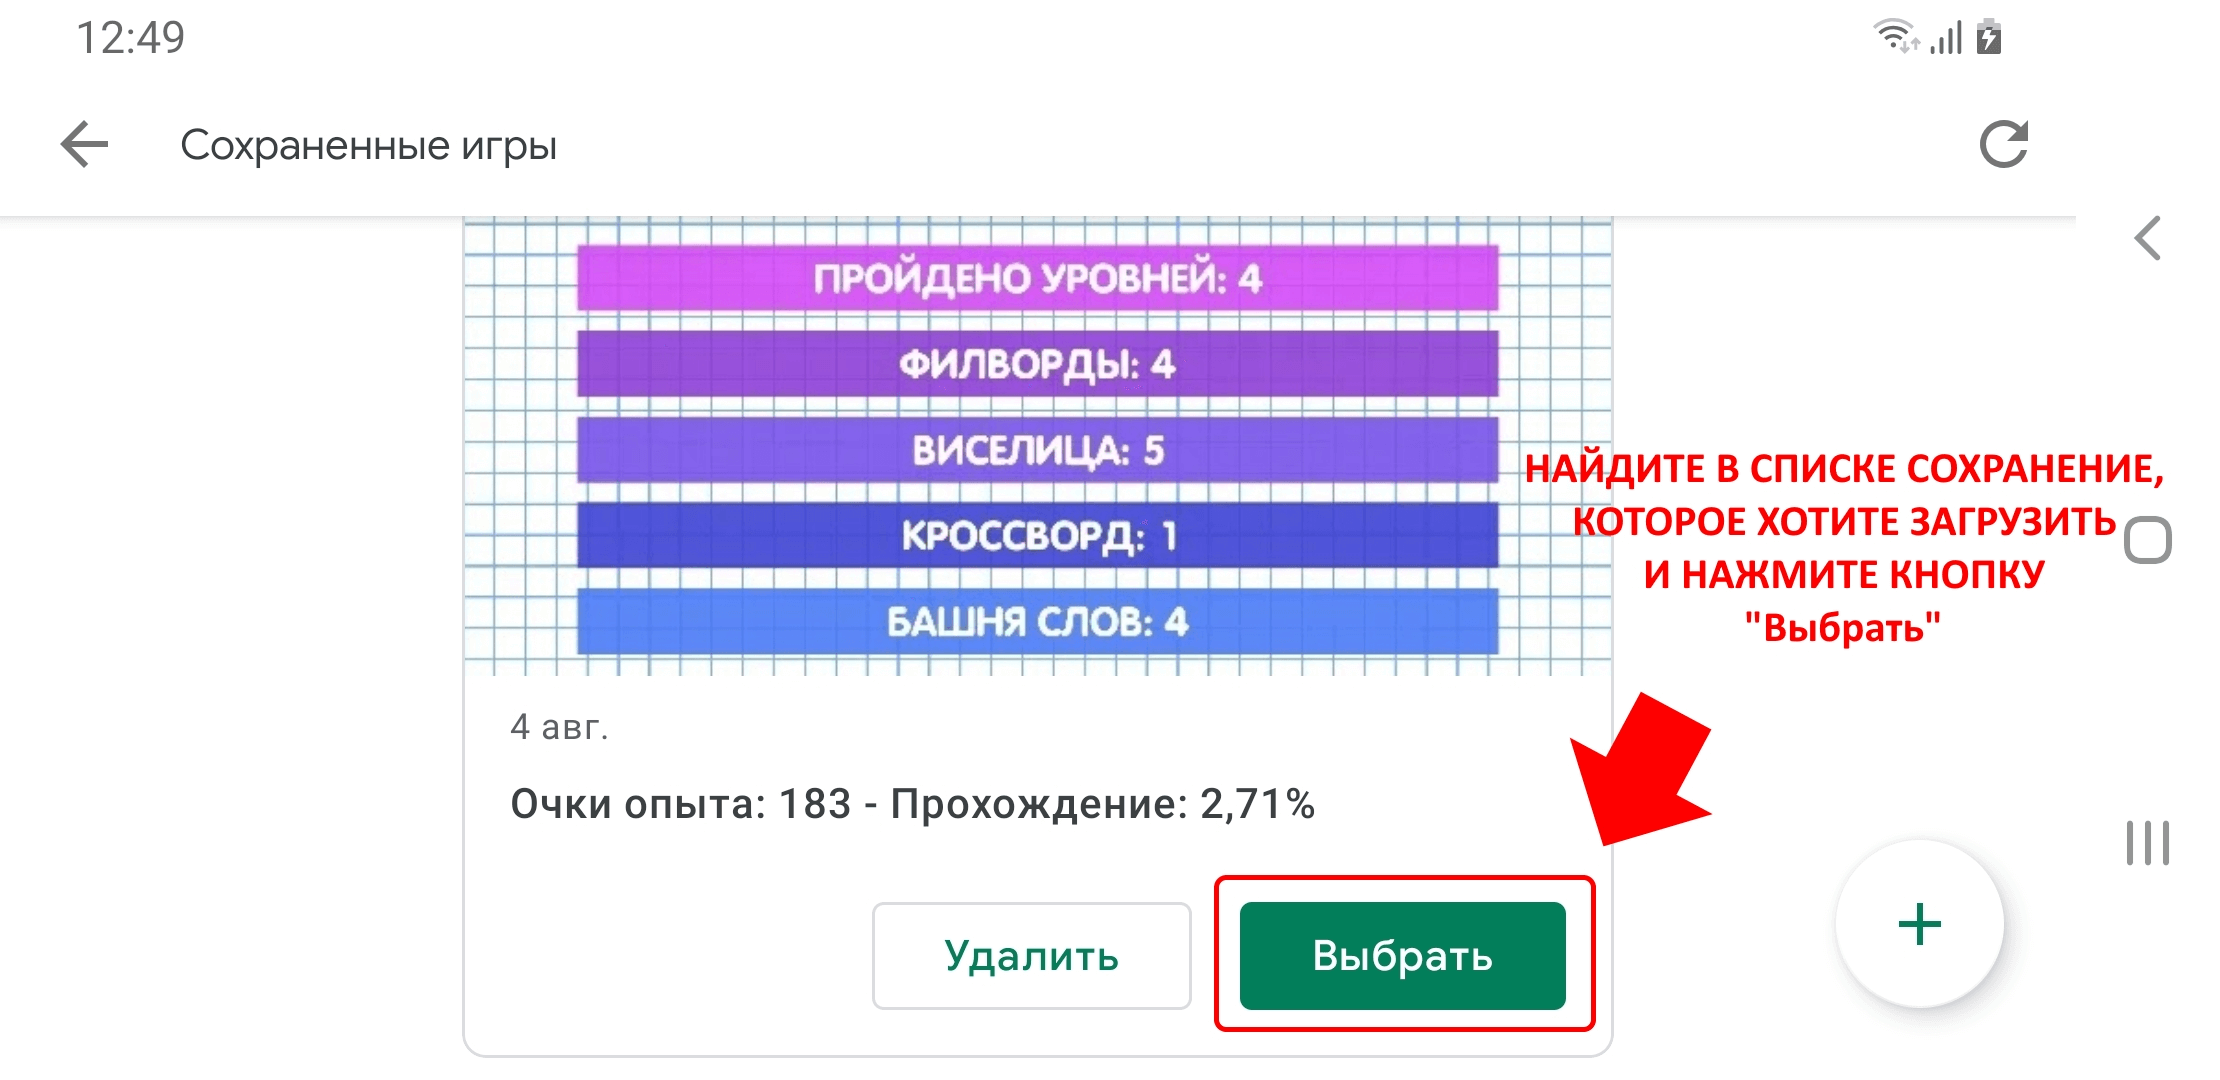 12:49
Сохраненные игры
ПРОЙДЕНО УРОВНЕЙ: 4
ФИЛВОРДЫ: 4
ВИСЕЛИЦА: 5
КРОССВОРД: 1
БАШНЯ СЛОВ: 4
НАЙДИТЕ В СПИСКЕ СОХРАНЕНИЕ,
КОТОРОЕ ХОТИТЕ ЗАГРУЗИТЬ
И НАЖМИТЕ КНОПКУ
"Выбрать"
4 авг.
Очки опыта: 183 - Прохождение: 2,71%
Удалить
Выбрать